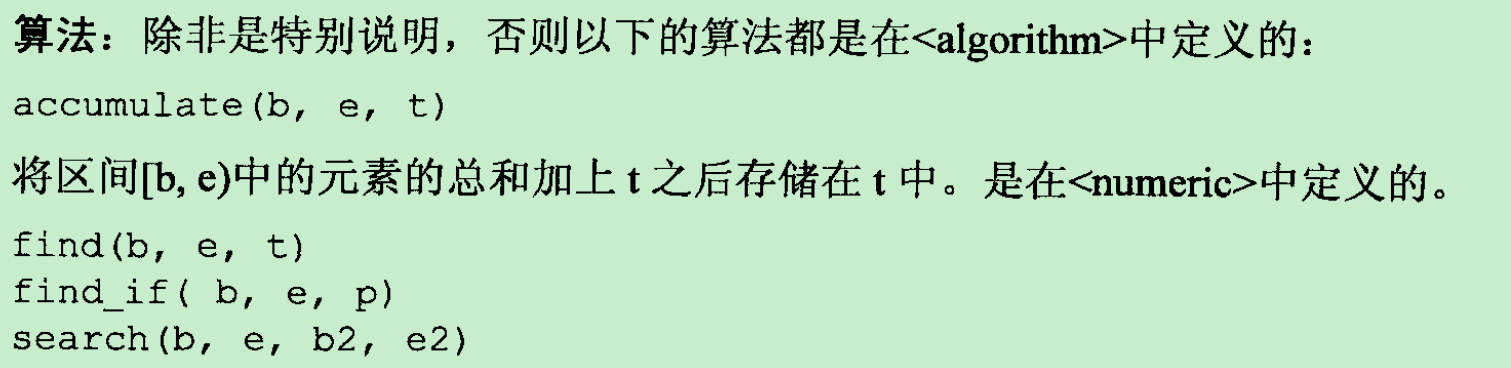 算法：除非是特别说明，否则以下的算法都是在<algorithm>中定义的：
accumulate(b, e, t)
将区间[b, e)中的元素的总和加上 t 之后存储在 t 中。是在<numeric>中定义的。
find(b, e, t)
find_if( b, e, p)
search(b, e, b2, e2)